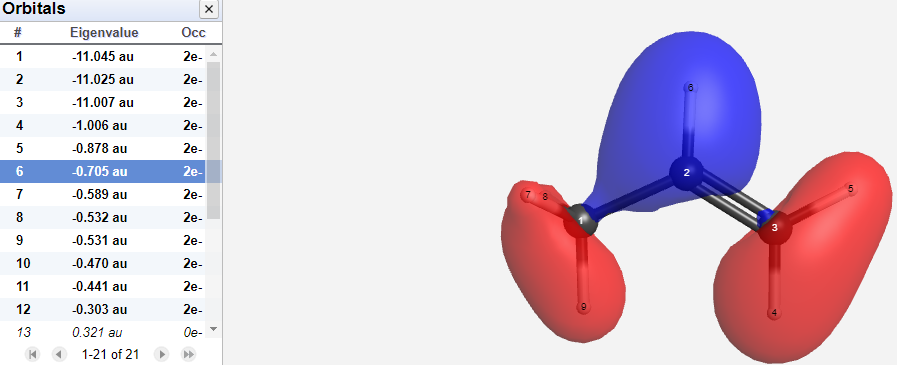 Orbitals ×
# Eigenvalue Occ
1 -11.045 au 2e-
2 -11.025 au 2e-
3 -11.007 au 2e-
4 -1.006 au 2e-
5 -0.878 au 2e-
6 -0.705 au 2e-
7 -0.589 au 2e-
8 -0.532 au 2e-
9 -0.531 au 2e-
10 -0.470 au 2e-
11 -0.441 au 2e-
12 -0.303 au 2e-
13 0.321 au 0e-
1-21 of 21
6
2
7
8
1
5
3
9
4